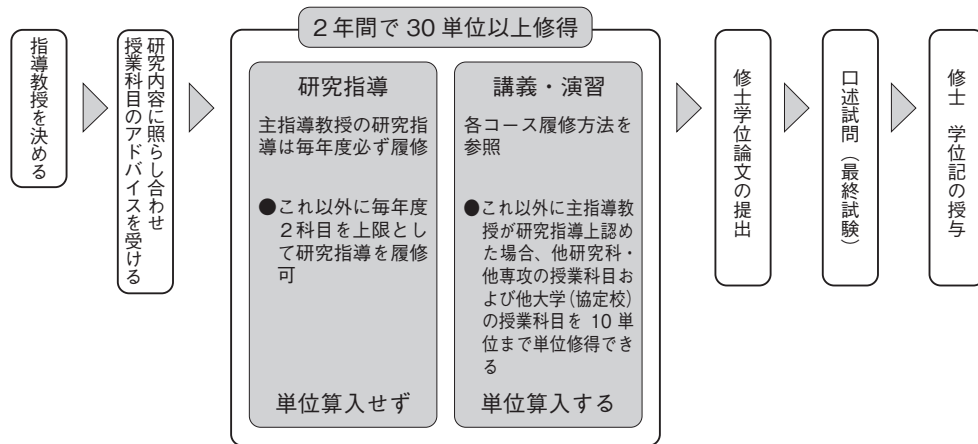 指導教授を決める
研究内容に照らし合わせ
授業科目のアドバイスを受ける
2年間で30単位以上修得
研究指導
主指導教授の研究指
導は毎年度必ず履修
●これ以外に毎年度
2科目を上限とし
て研究指導を履修
可
単位算入せず
講義・演習
各コース履修方法を
参照
●これ以外に主指導教
授が研究指導上認め
た場合、他研究科・
他専攻の授業科目お
よび他大学(協定校)
の授業科目を 10 単
位まで単位修得でき
る
単位算入する
修士学位論文の提出
口述試問（最終試験）
修士　学位記の授与